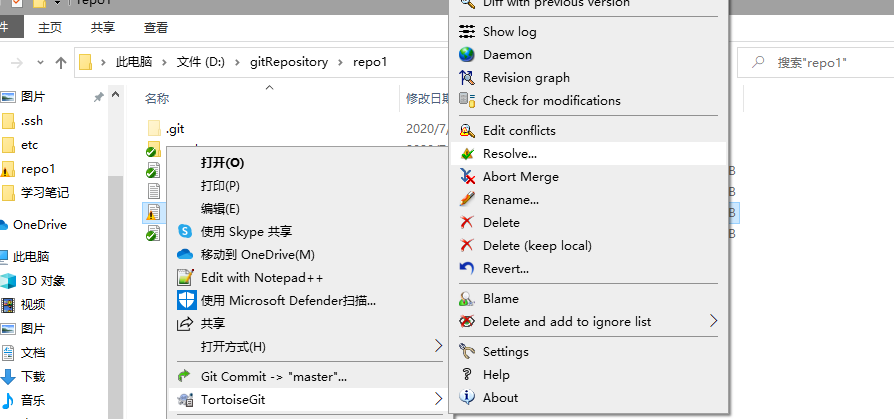 TortoiseGit
Diff with previous version
件
主页
共享
查看
此电脑
文件 (D:)
gitRepository
repo1
搜索"repo1"
图片
.ssh
etc
repo1
学习笔记
OneDrive
此电脑
3D 对象
视频
图片
文档
下载
音乐
名称
修改日期
.git
2020/7/
打开(O)
打印(P)
编辑(E)
使用 Skype 共享
移动到 OneDrive(M)
Edit with Notepad++
使用 Microsoft Defender扫描...
共享
打开方式(H)
Git Commit -> "master"...
TortoiseGit
Show log
Daemon
Revision graph
Check for modifications
Edit conflicts
Resolve...
Abort Merge
Rename...
Delete
Delete (keep local)
Revert...
Blame
Delete and add to ignore list
Settings
Help
About
B
B
B
B